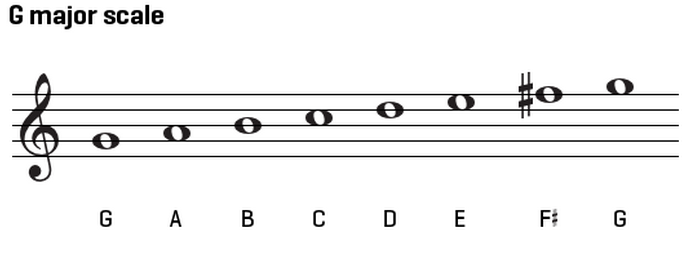 G major scale
G A B C D E F♯ G